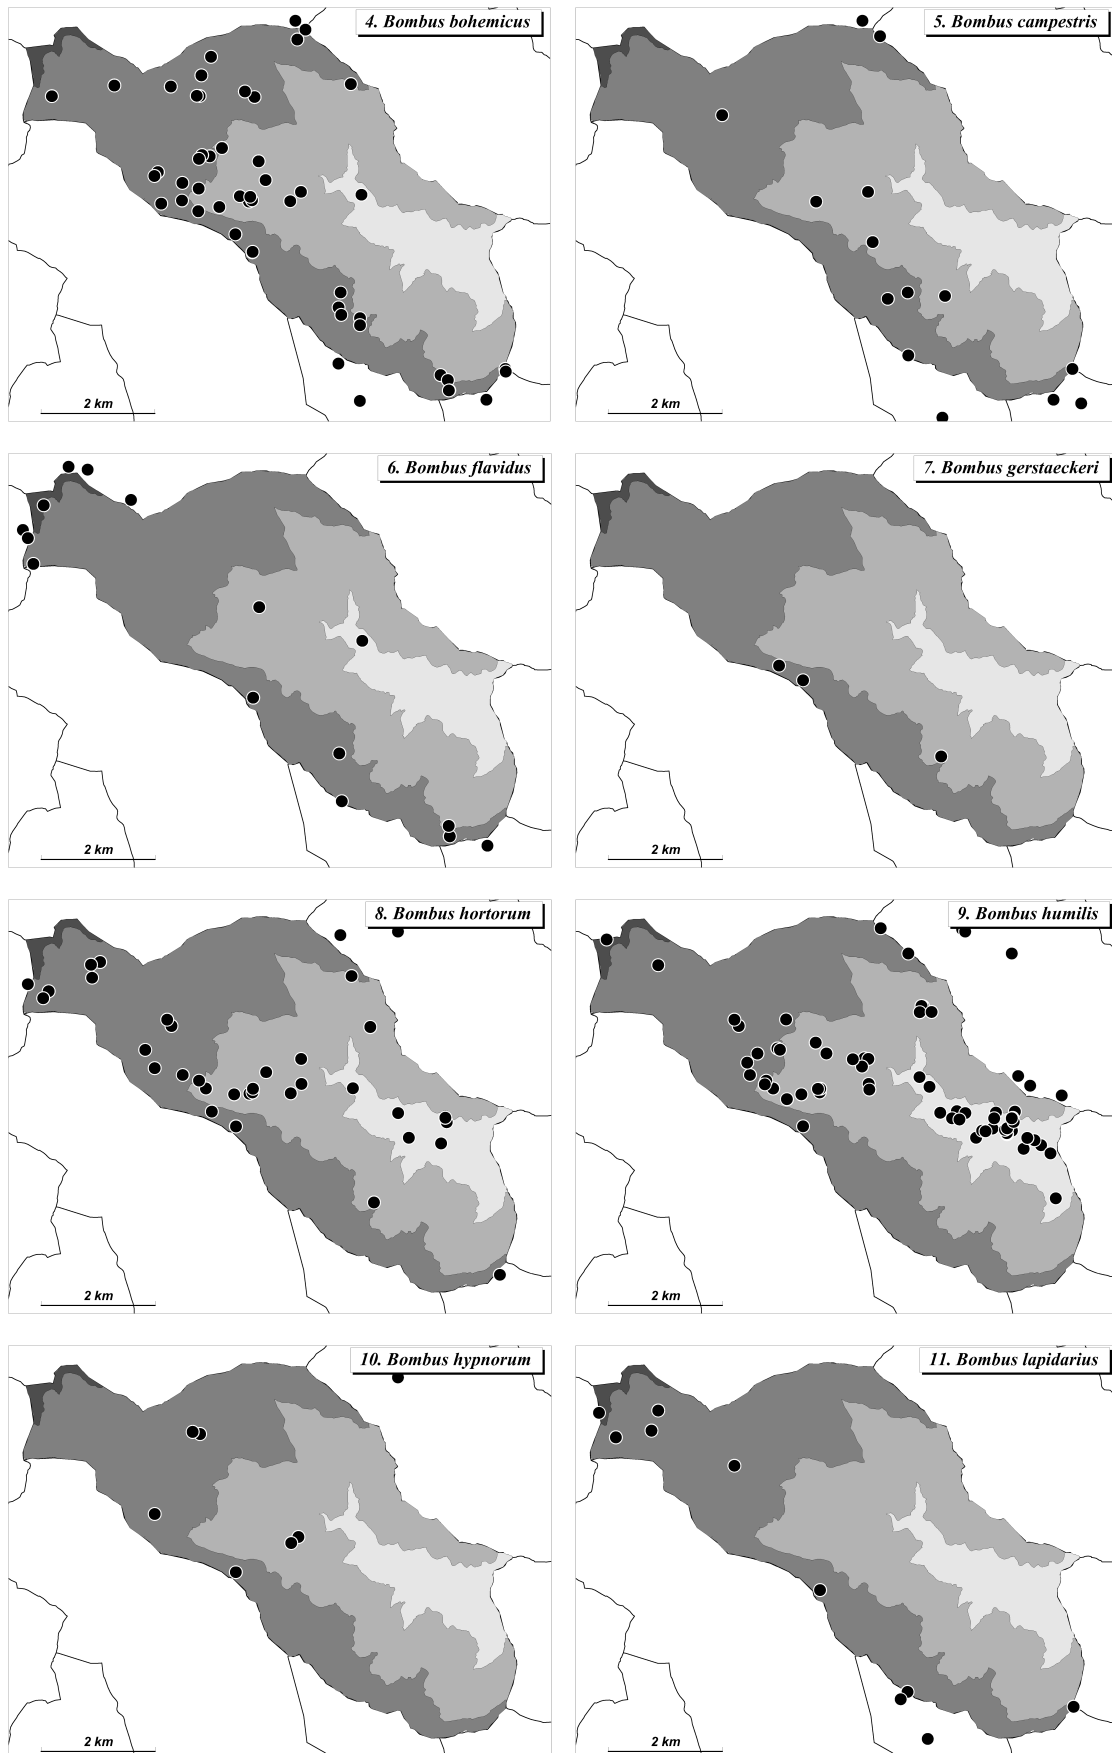 4. Bombus bohemicus
2 km
5. Bombus campestris
2 km
6. Bombus flavidus
2 km
7. Bombus gerstaeckeri
2 km
8. Bombus hortorum
2 km
9. Bombus humilis
2 km
10. Bombus hypnorum
2 km
11. Bombus lapidarius
2 km